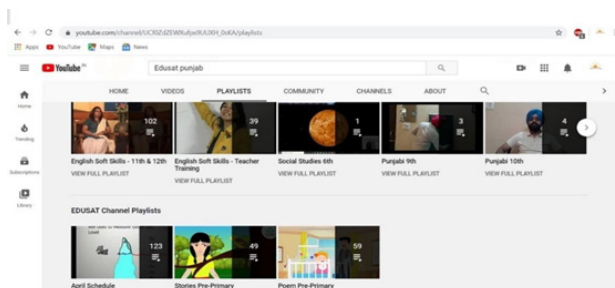 youtube.com/channel/
Apps YouTube Maps News
YouTube
Edusat punjab
HOME VIDEOS PLAYLISTS COMMUNITY CHANNELS ABOUT
Home
Trending
Subscriptions
Library
102 39 1 3 4
English Soft Skills - 11th & 12th
VIEW FULL PLAYLIST
English Soft Skills - Teacher
Training
VIEW FULL PLAYLIST
Social Studies 6th
VIEW FULL PLAYLIST
Punjabi 9th
VIEW FULL PLAYLIST
Punjabi 10th
VIEW FULL PLAYLIST
EDUSAT Channel Playlists
Level
123 49 59
April Schedule
Stories Pre-Primary
Poem Pre-Primary